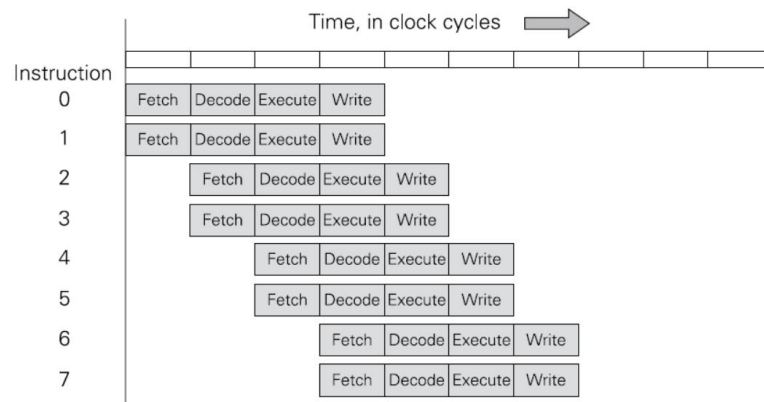 Time, in clock cycles
Instruction
0 Fetch Decode Execute Write
1 Fetch Decode Execute Write
2 Fetch Decode Execute Write
3 Fetch Decode Execute Write
4 Fetch Decode Execute Write
5 Fetch Decode Execute Write
6 Fetch Decode Execute Write
7 Fetch Decode Execute Write